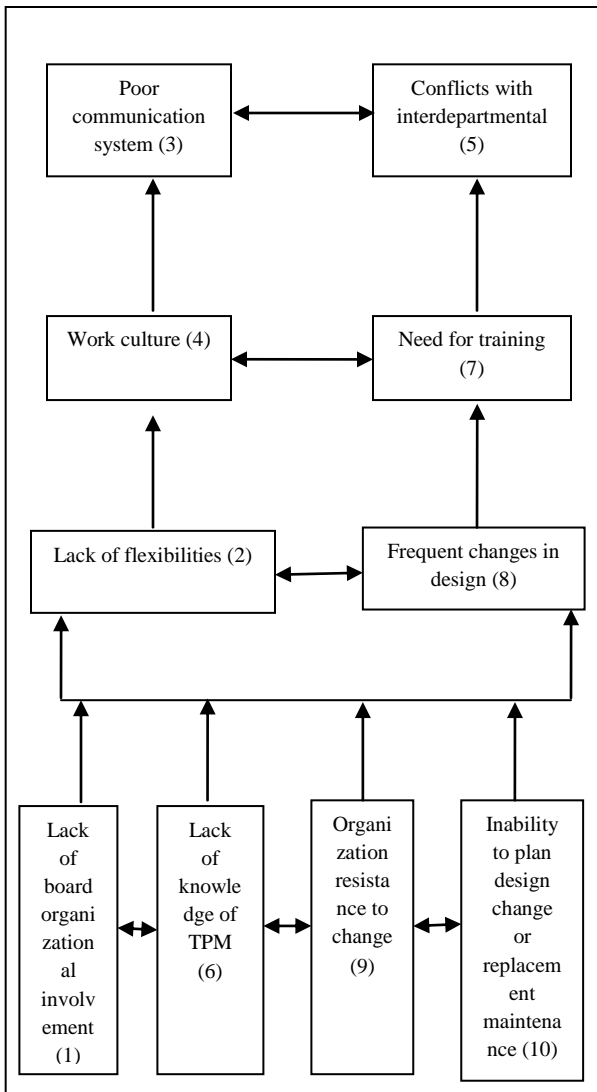 Poor
communication
system (3)
Conflicts with
interdepartmental
(5)
Work culture (4)
Need for training
(7)
Lack of flexibilities (2)
Frequent changes in
design (8)
Lack
of
board
organiz
ation
al
involv
ement
(1)
Lack
of
knowle
dge of
TPM
(6)
Organi
zation
resista
nce to
change
(9)
Inability
to plan
design
change
or
replacem
ent
maintena
nce (10)